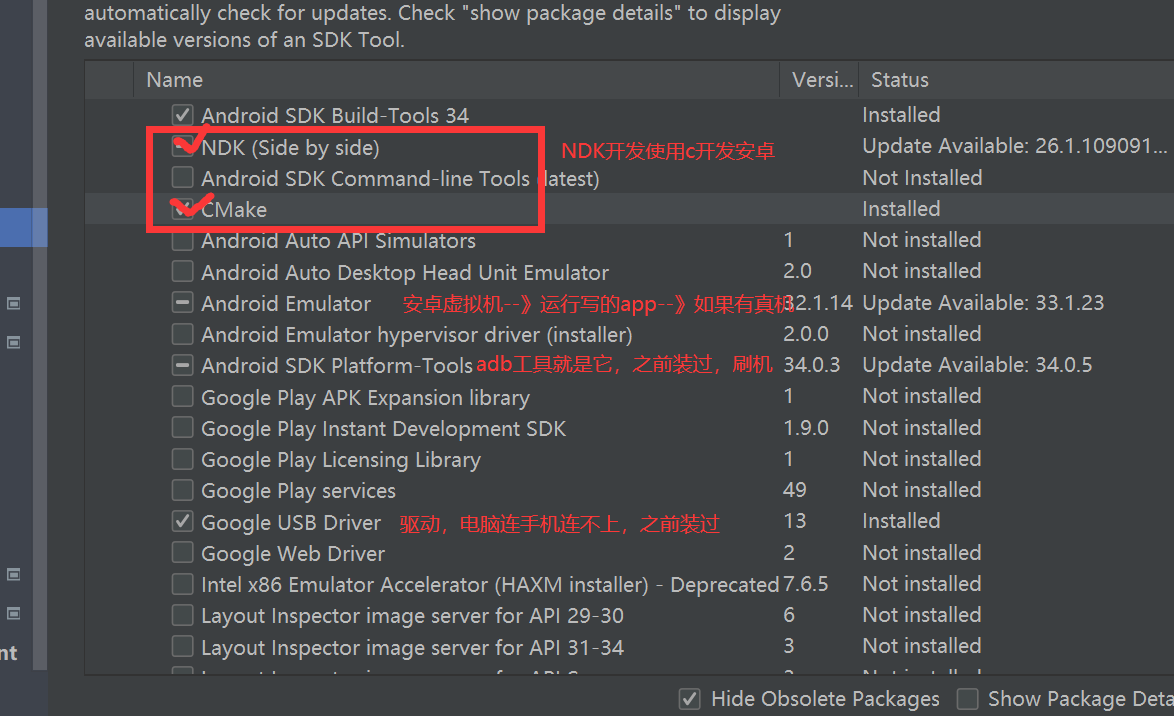 automatically check for updates. Check "show package details" to display
available versions of an SDK Tool.
Name Versi... Status
Android SDK Build-Tools 34 Installed
NDK (Side by side) NDK开发使用c开发安卓 Update Available: 26.1.109091...
Android SDK Command-line Tools (latest) Not Installed
CMake Installed
Android Auto API Simulators 1 Not installed
Android Auto Desktop Head Unit Emulator 2.0 Not installed
Android Emulator 安卓虚拟机--》运行写的app--》如果有真机 32.1.14 Update Available: 33.1.23
Android Emulator hypervisor driver (installer) 2.0.0 Not installed
Android SDK Platform-Tools adb工具就是它，之前装过，刷机 34.0.3 Update Available: 34.0.5
Google Play APK Expansion library 1 Not installed
Google Play Instant Development SDK 1.9.0 Not installed
Google Play Licensing Library 1 Not installed
Google Play services 49 Not installed
Google USB Driver 驱动，电脑连手机连不上，之前装过 13 Installed
Google Web Driver 2 Not installed
Intel x86 Emulator Accelerator (HAXM installer) - Deprecated 7.6.5 Not installed
Layout Inspector image server for API 29-30 6 Not installed
Layout Inspector image server for API 31-34 3 Not installed
nt
Hide Obsolete Packages Show Package Deta